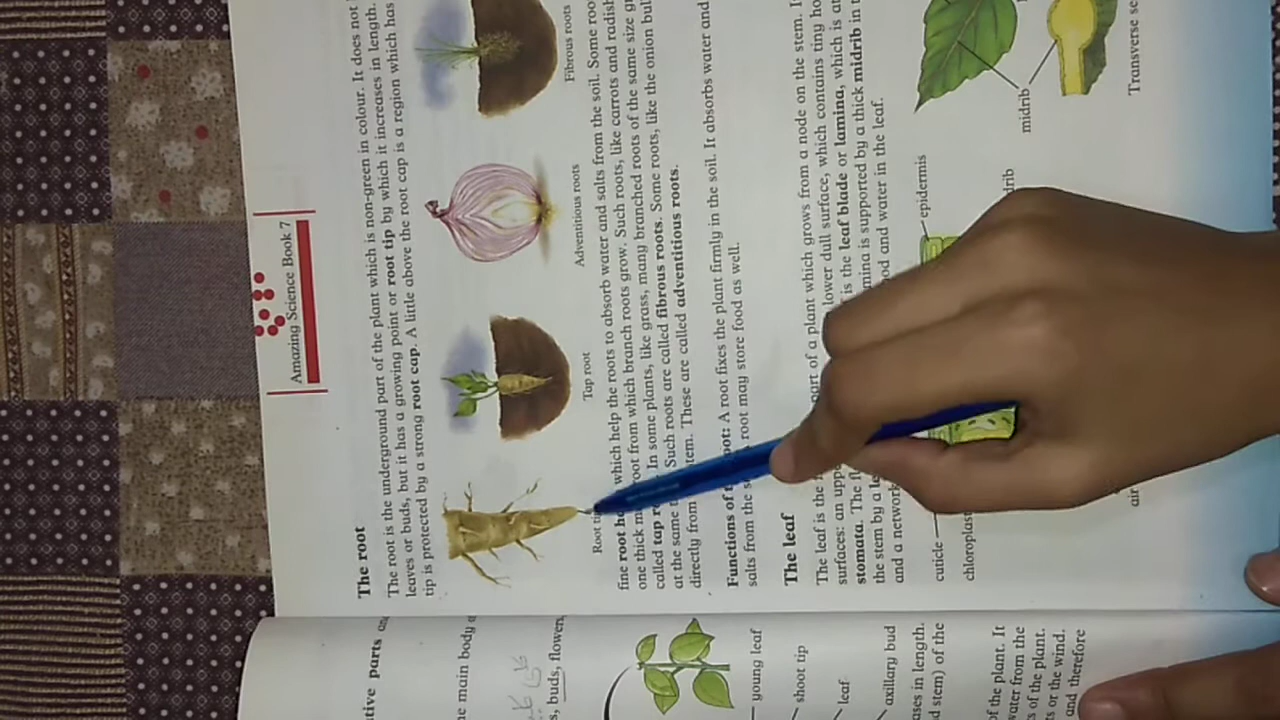 Amazing Science Book 7
The root
The root is the underground part of the plant which is non-green in colour. It does not
leaves or buds, but it has a growing point or root tip by which it increases in length.
tip is protected by a strong root cap. A little above the root cap is a region which has
Root
Tap root
Adventitious roots
Fibrous roots
fine root which help the roots to absorb water and salts from the soil. Some
one thick root from which branch roots grow. Such roots, like carrots and radish
called tap In some plants, like grass, many branched roots of the same size
at the same Such roots are called fibrous roots. Some roots, like the onion
directly from These are called adventitious roots.
Functions of A root fixes the plant firmly in the soil. It absorbs water and
salts from the root may store food as well.
The leaf
The leaf is the part of a plant which grows from a node on the stem.
surfaces: an lower dull surface, which contains tiny
stomata. The is the leaf blade or lamina, which is
the stem by a is supported by a thick midrib in
and a network and water in the leaf.
cuticle
chloroplast
epidermis
midrib
Transverse
air
parts
main body
buds, flower
young leaf
shoot tip
leaf
axillary bud
in length.
stem) of the
of the plant. It
water from the
of the plant.
or the wind.
and therefore